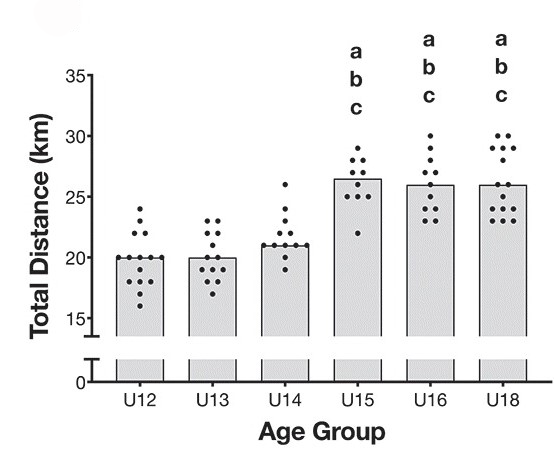 a a a
b b b
c c c
35
30
25
20
15
0
Total Distance (km)
U12 U13 U14 U15 U16 U18
Age Group